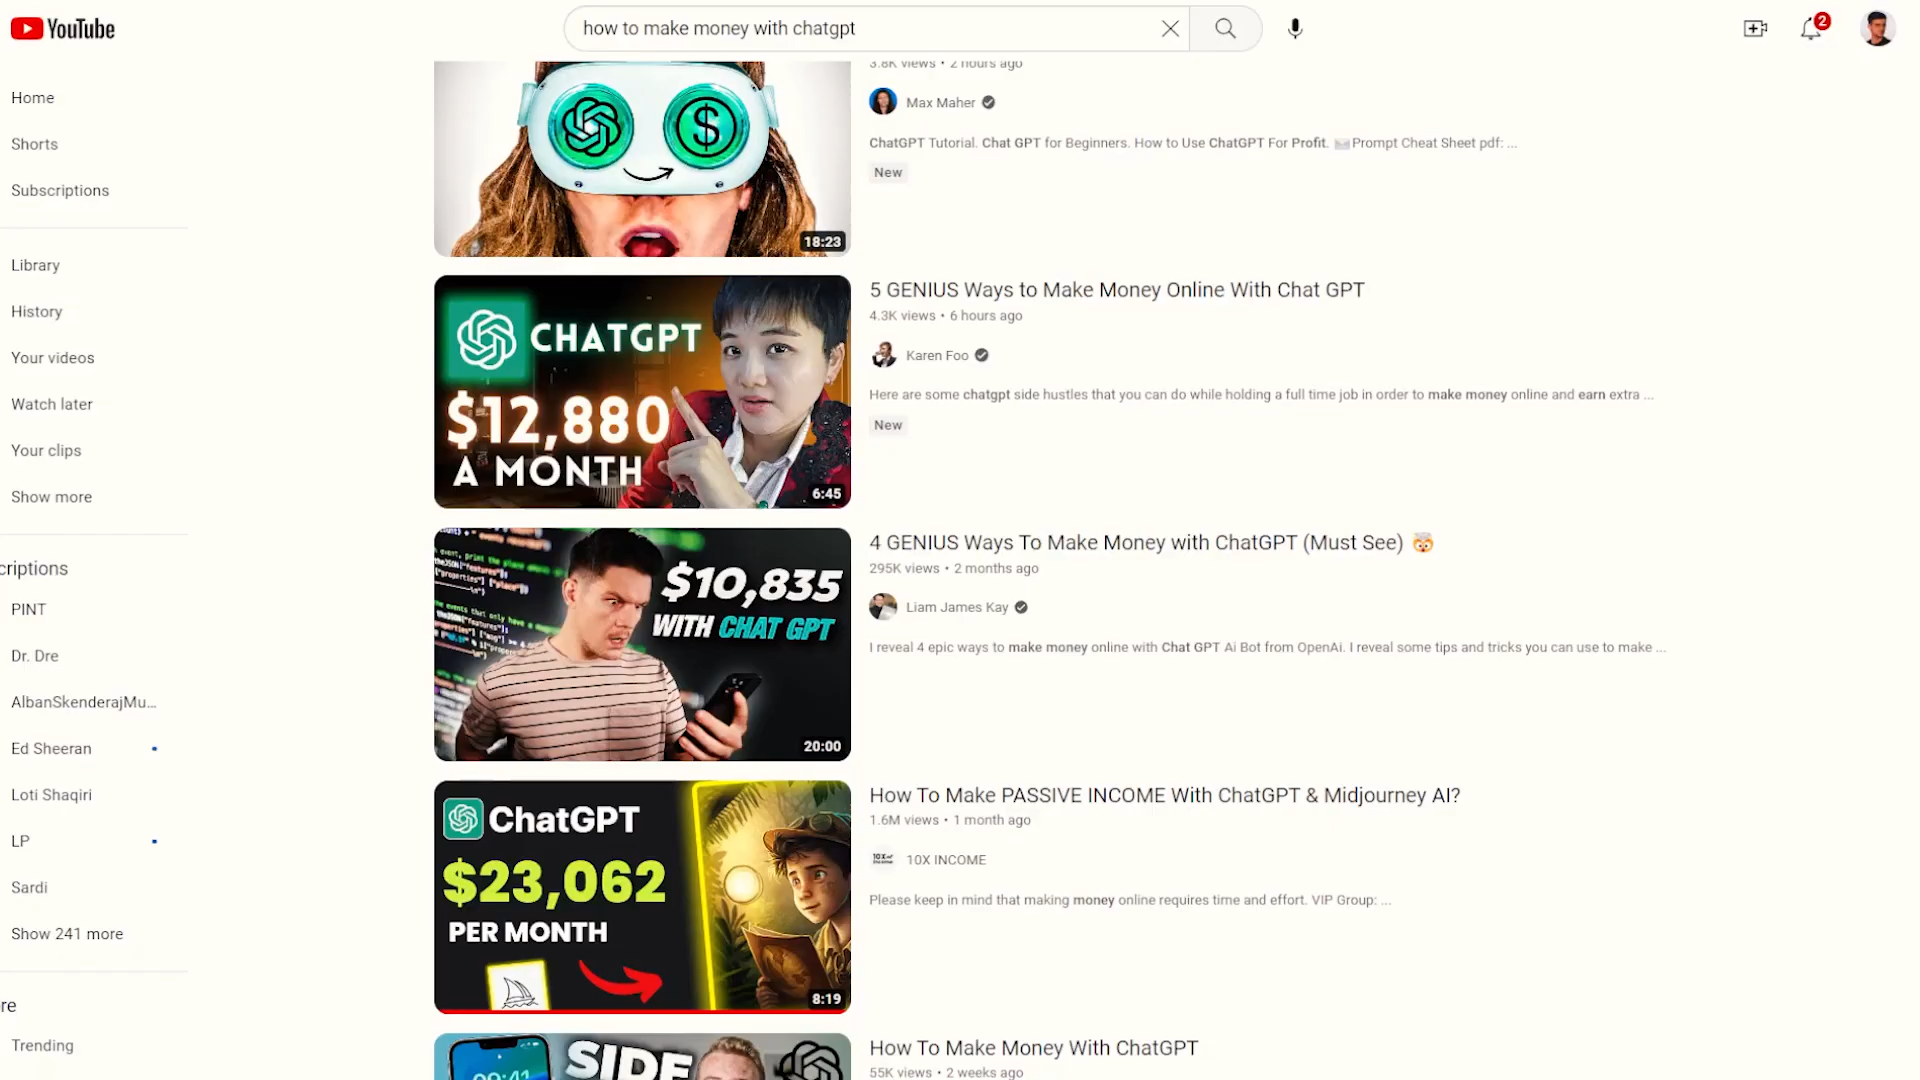 YouTube
how to make money with chatgpt
2
Home
Shorts
Subscriptions
Library
History
Your videos
Watch later
Your clips
Show more
criptions
PINT
Dr. Dre
AlbanSkenderajMu...
Ed Sheeran
Loti Shaqiri
LP
Sardi
Show 241 more
re
Trending
$
18:23
3.8K views • 2 hours ago
Max Maher
ChatGPT Tutorial. Chat GPT for Beginners. How to Use ChatGPT For Profit. Prompt Cheat Sheet pdf: ...
New
CHATGPT
$12,880
A MONTH
6:45
5 GENIUS Ways to Make Money Online With Chat GPT
4.3K views • 6 hours ago
Karen Foo
Here are some chatgpt side hustles that you can do while holding a full time job in order to make money online and earn extra ...
New
$10,835
WITH CHAT GPT
20:00
4 GENIUS Ways To Make Money with ChatGPT (Must See) 🤯
295K views • 2 months ago
Liam James Kay
I reveal 4 epic ways to make money online with Chat GPT Ai Bot from OpenAi. I reveal some tips and tricks you can use to make ...
ChatGPT
$23,062
PER MONTH
8:19
How To Make PASSIVE INCOME With ChatGPT & Midjourney AI?
1.6M views • 1 month ago
10X INCOME
Please keep in mind that making money online requires time and effort. VIP Group: ...
09:41
SIDE
How To Make Money With ChatGPT
55K views • 2 weeks ago